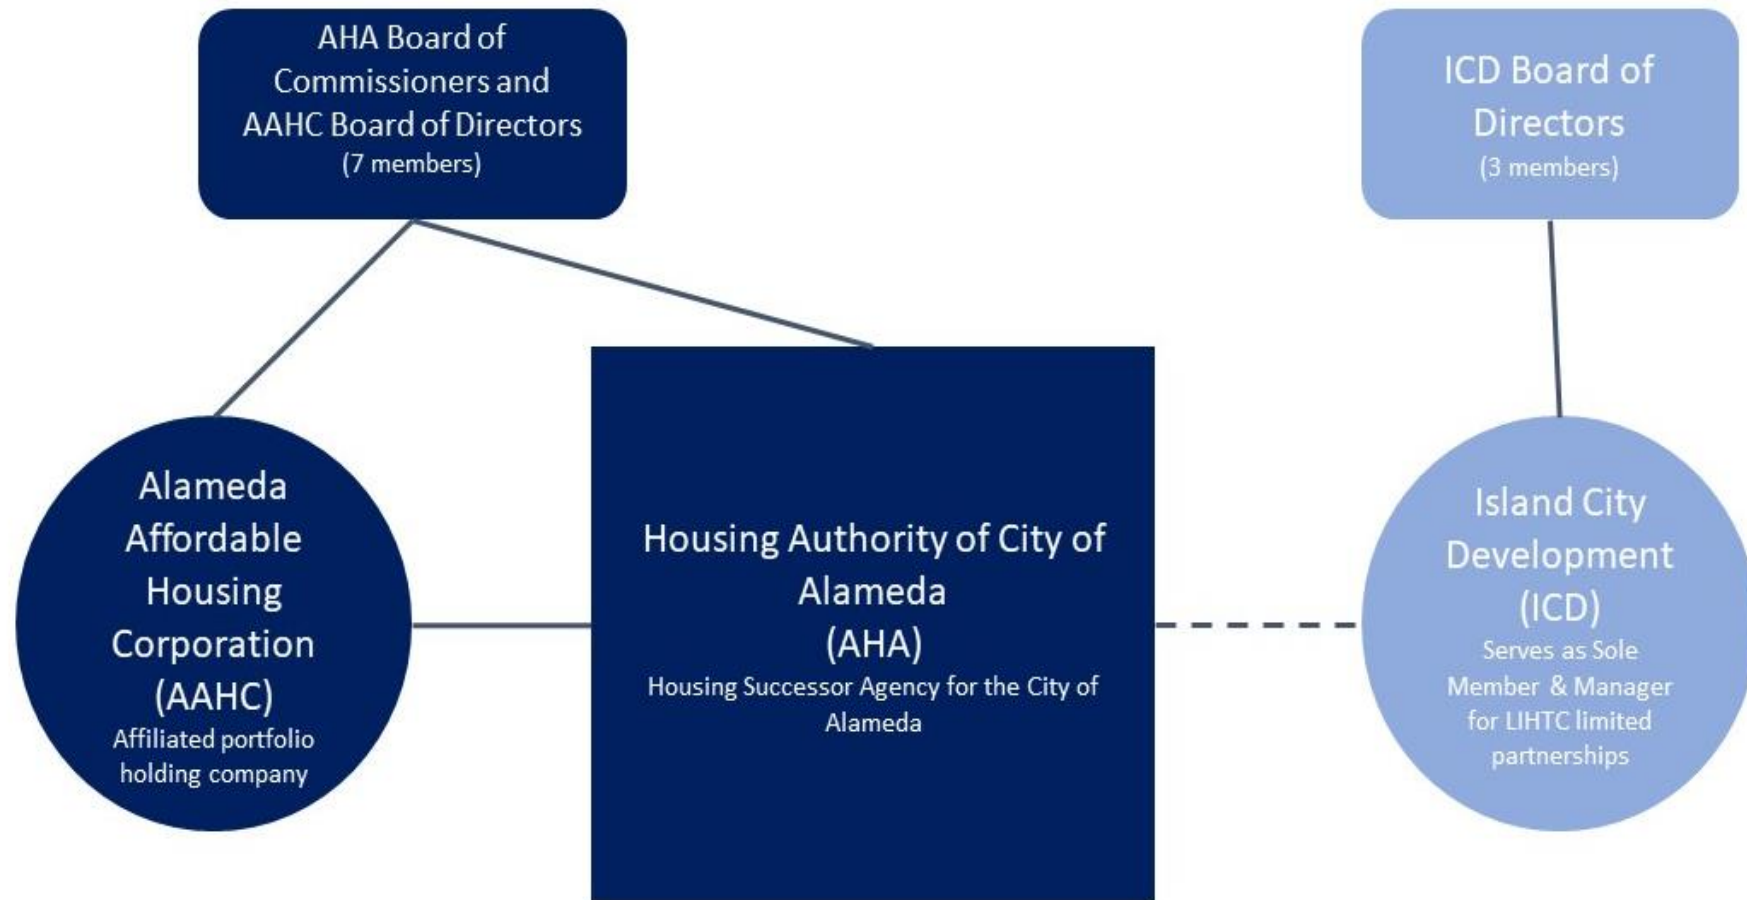 AHA Board of
Commissioners and
AAHC Board of Directors
(7 members)
ICD Board of
Directors
(3 members)
Alameda
Affordable
Housing
Corporation
(AAHC)
Affiliated portfolio
holding company
Housing Authority of City of
Alameda
(AHA)
Housing Successor Agency for the City of
Alameda
Island City
Development
(ICD)
Serves as Sole
Member & Manager
for LIHTC limited
partnerships